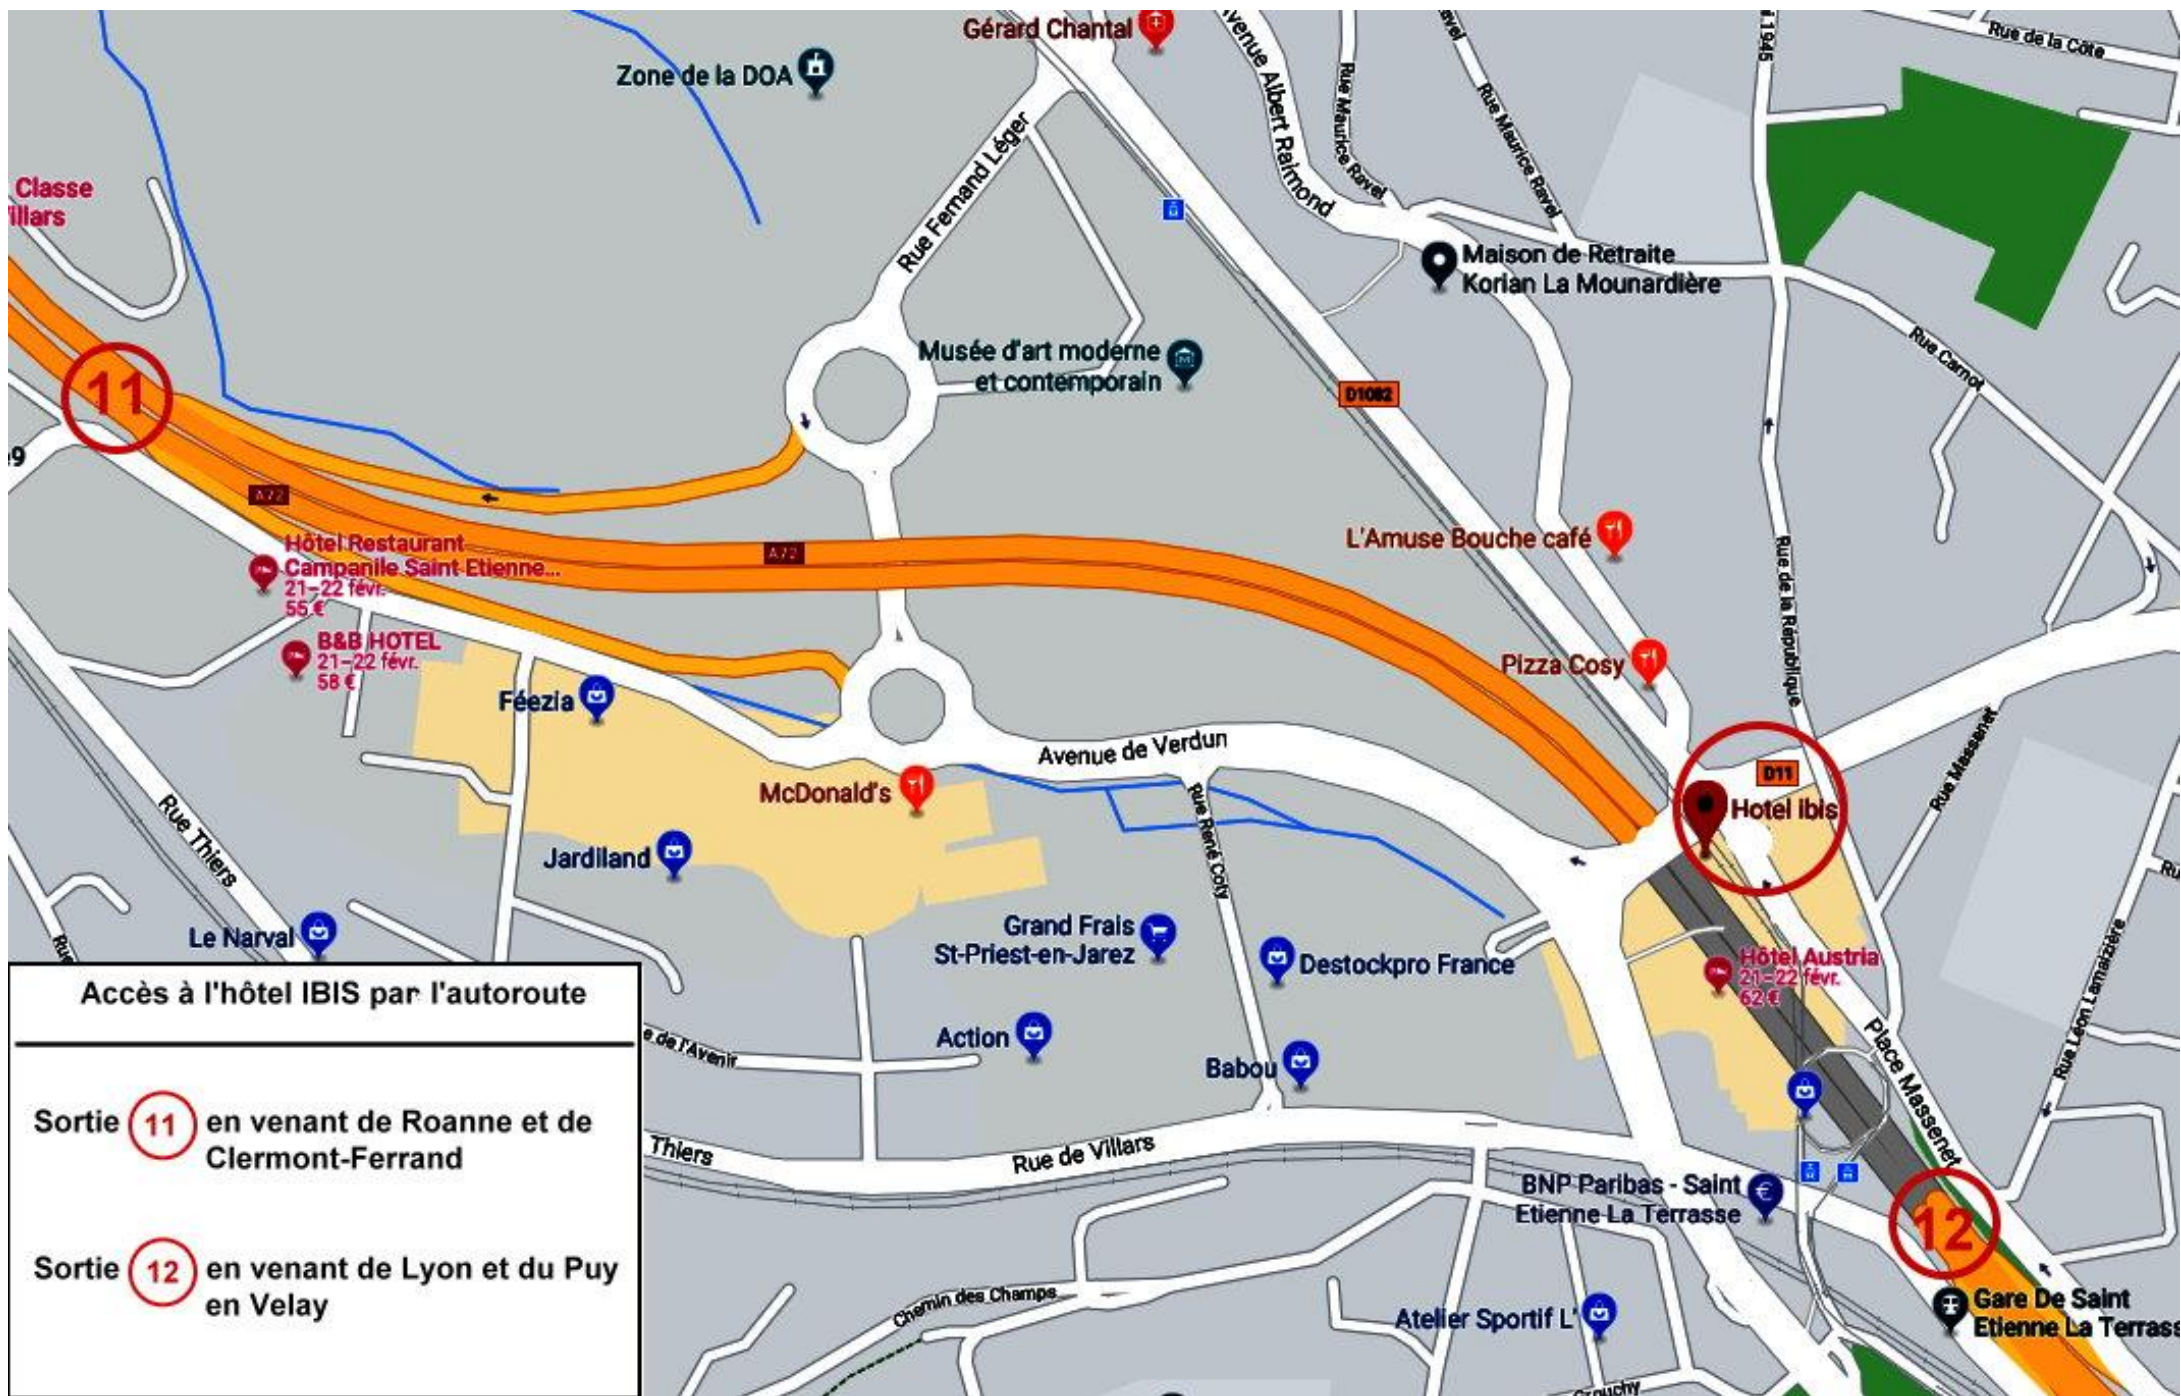 Gérard Chantal
Zone de la DOA
Avenue Albert Raimond
Rue Maurice Ravel
Rue Maurice Ravel
Rue de la Côte
Classe
Rue Fernand Léger
Maison de Retraite
Korian La Mounardière
Musée d'art moderne
et contemporain
Rue Carnot
11
D1082
A72
A72
Hôtel Restaurant
Campanile Saint Etienne...
21–22 févr.
55 €
L'Amuse Bouche café
Rue de la République
B&B HOTEL
21–22 févr.
58 €
Pizza Cosy
Féezia
Avenue de Verdun
Rue Massenet
D11
Hotel ibis
McDonald's
Rue René Coty
Rue Thiers
Jardiland
Le Narval
Grand Frais
St-Priest-en-Jarez
Destockpro France
Hôtel Austria
21–22 févr.
62 €
Rue Léon Lamaizière
Action
Babou
Place Massenet
e de l'Avenir
Thiers
Rue de Villars
BNP Paribas - Saint
Etienne La Terrasse
12
Chemin des Champs
Atelier Sportif L'
Gare De Saint
Etienne La Terrass
Accès à l'hôtel IBIS par l'autoroute
Sortie 11 en venant de Roanne et de
Clermont-Ferrand
Sortie 12 en venant de Lyon et du Puy
en Velay